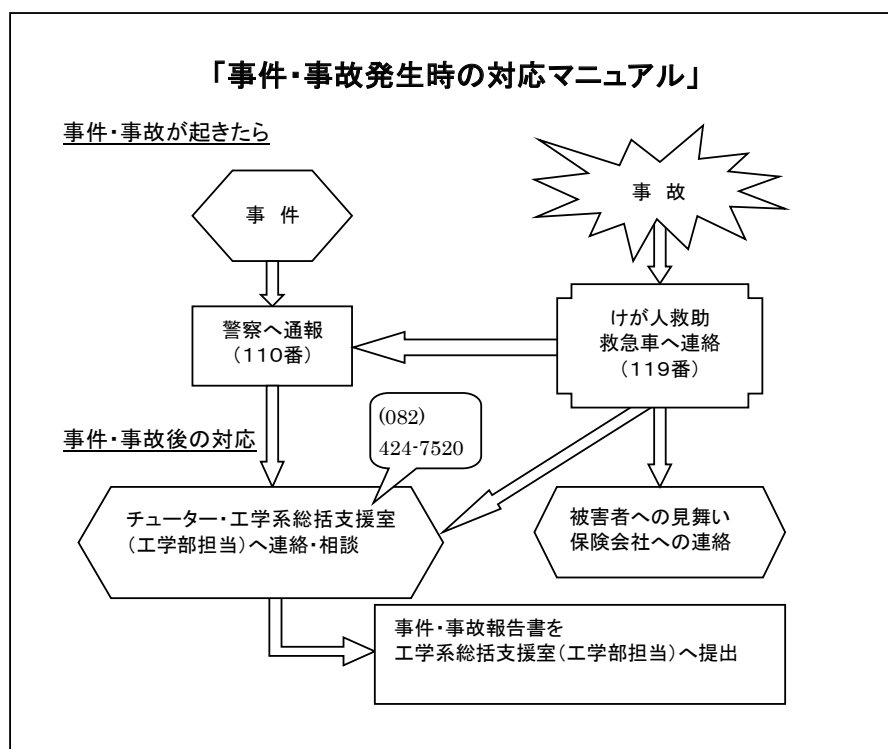 「事件・事故発生時の対応マニュアル」
事件・事故が起きたら
事 件
事 故
警察へ通報
（110番）
けが人救助
救急車へ連絡
（119番）
事件・事故後の対応
(082)
424-7520
チューター・工学系総括支援室
（工学部担当）へ連絡・相談
被害者への見舞い
保険会社への連絡
事件・事故報告書を
工学系総括支援室（工学部担当）へ提出